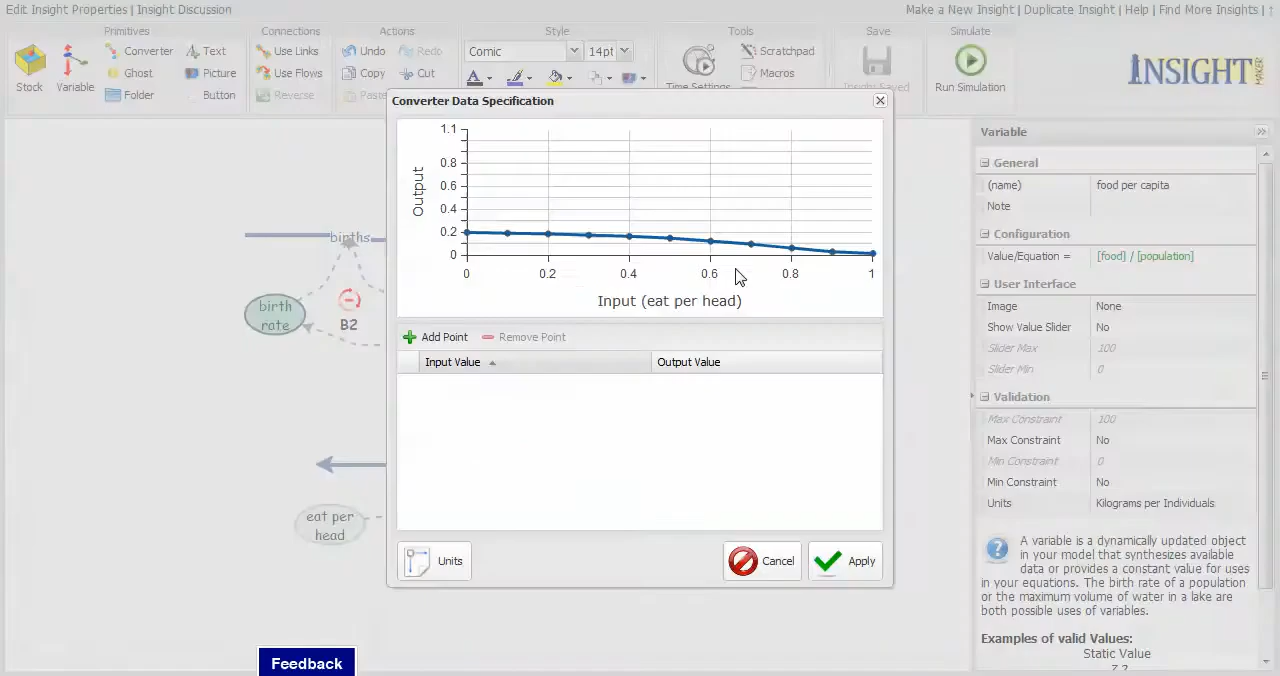 Edit Insight Properties | Insight Discussion
Make a New Insight | Duplicate Insight | Help | Find More Insights |
Primitives
Connections
Actions
Style
Tools
Save
Simulate
Stock
Variable
Converter
Ghost
Folder
Text
Picture
Button
Use Links
Use Flows
Reverse
Undo
Redo
Copy
Cut
Paste
Comic
14pt
A
Time Settings
Scratchpad
Macros
Insight Saved
Run Simulation
INSIGHT
MAKER
Converter Data Specification
Output
1.1
0.8
0.6
0.4
0.2
0
0
0.2
0.4
0.6
0.8
1
Input (eat per head)
Add Point
Remove Point
Input Value
Output Value
Units
Cancel
Apply
births
birth
rate
B2
eat per
head
Feedback
Variable
General
(name)
food per capita
Note
Configuration
Value/Equation =
[food] / [population]
User Interface
Image
None
Show Value Slider
No
Slider Max
100
Slider Min
0
Validation
Max Constraint
100
Max Constraint
No
Min Constraint
0
Min Constraint
No
Units
Kilograms per Individuals
A variable is a dynamically updated object
in your model that synthesizes available
data or provides a constant value for uses
in your equations. The birth rate of a population
or the maximum volume of water in a lake are
both possible uses of variables.
Examples of valid Values:
Static Value